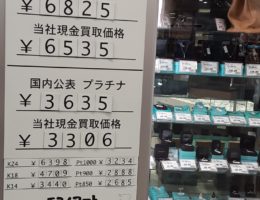 ¥ 6825
当社現金買取価格
¥ 6535
国内公表 プラチナ
¥ 3635
当社現金買取価格
¥ 3306
K24 ¥ 6398 Pt1000 ¥ 3234
K18 ¥ 4709 Pt900 ¥ 2888
K14 ¥ 3440 Pt850 ¥ 2685